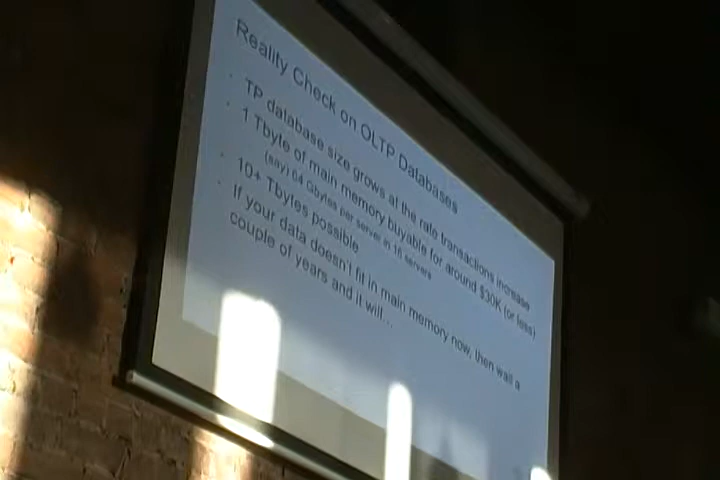 Reality Check on OLTP Databases
TP database size grows at the rate transactions increase
1 Tbyte of main memory buyable for around $30K (or less)
(say) 64 Gbytes per server in 16 servers
10+ Tbytes possible
If your data doesn't fit in main memory now, then wait a
couple of years and it will...